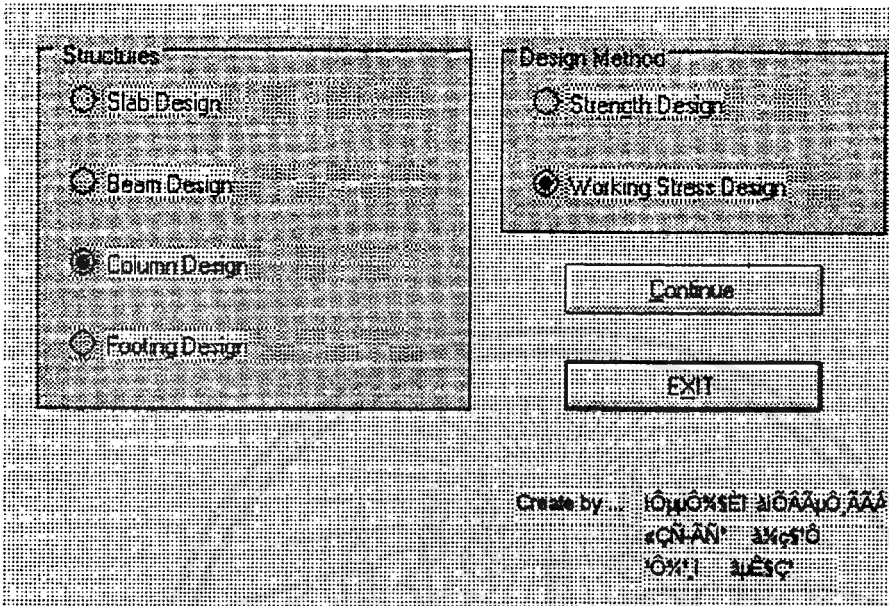 Structures
Slab Design
Beam Design
Column Design
Footing Design
Design Method
Strength Design
Working Stress Design
Continue
EXIT
Create by ...